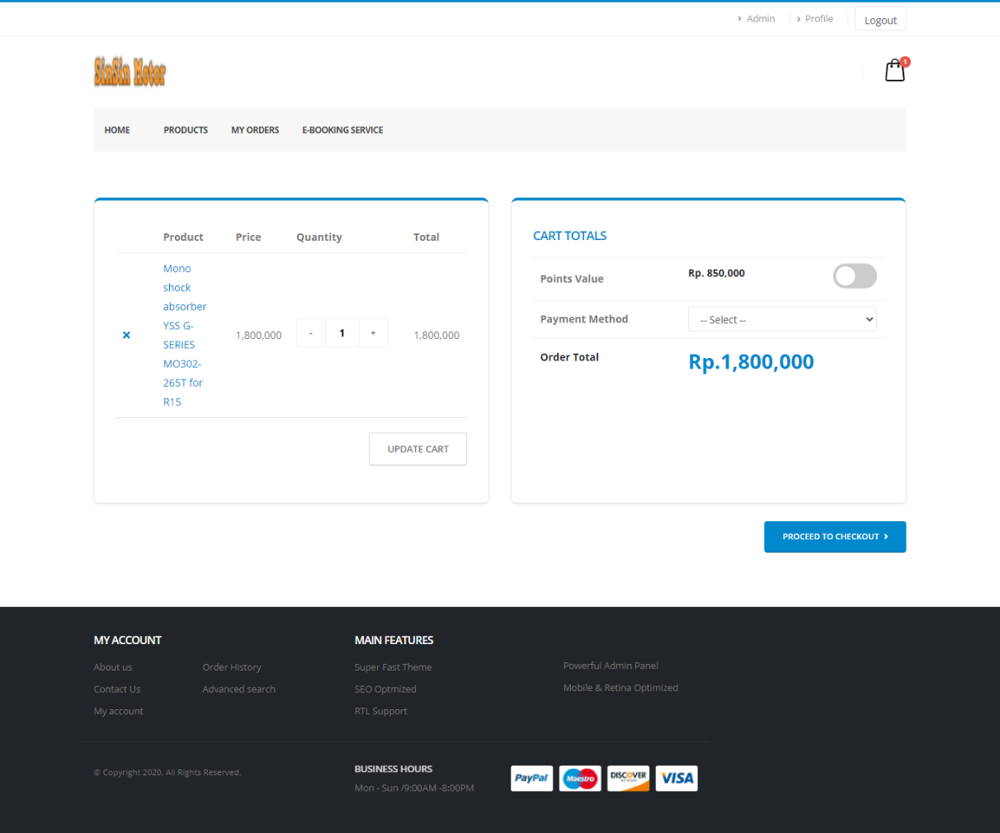 Admin
Profile
Logout
SinSin Motor
1
HOME
PRODUCTS
MY ORDERS
E-BOOKING SERVICE
Product
Price
Quantity
Total
Mono
shock
absorber
YSS G-
SERIES
MO302-
265T for
R15
1,800,000
-
1
+
1,800,000
UPDATE CART
CART TOTALS
Points Value
Rp. 850,000
Payment Method
-- Select --
Order Total
Rp.1,800,000
PROCEED TO CHECKOUT
MY ACCOUNT
About us
Order History
Contact Us
Advanced search
My account
MAIN FEATURES
Super Fast Theme
Powerful Admin Panel
SEO Optmized
Mobile & Retina Optimized
RTL Support
© Copyright 2020. All Rights Reserved.
BUSINESS HOURS
Mon - Sun /9:00AM -8:00PM
PayPal
Maestro
DISCOVER
NETWORK
VISA